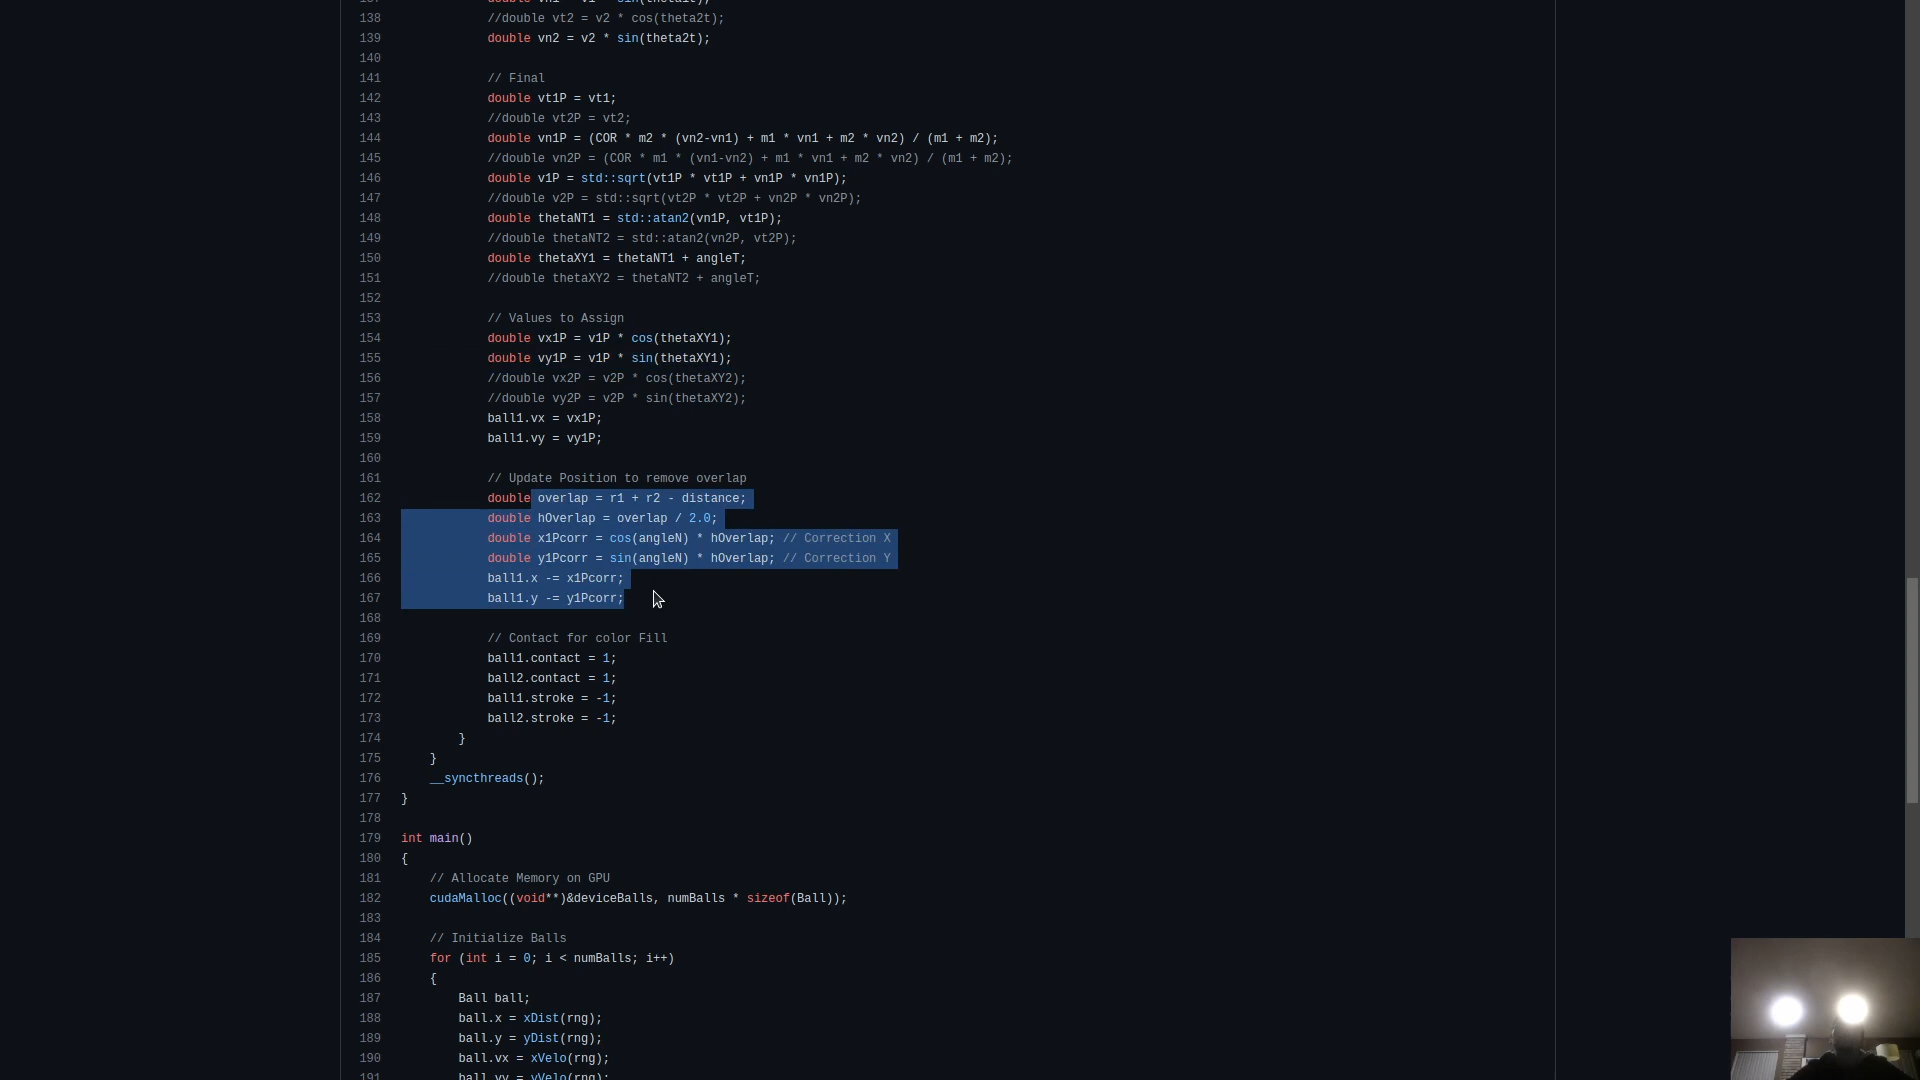 138 //double vt2 = v2 * cos(theta2t);
139 double vn2 = v2 * sin(theta2t);
140
141 // Final
142 double vt1P = vt1;
143 //double vt2P = vt2;
144 double vn1P = (COR * m2 * (vn2-vn1) + m1 * vn1 + m2 * vn2) / (m1 + m2);
145 //double vn2P = (COR * m1 * (vn1-vn2) + m1 * vn1 + m2 * vn2) / (m1 + m2);
146 double v1P = std::sqrt(vt1P * vt1P + vn1P * vn1P);
147 //double v2P = std::sqrt(vt2P * vt2P + vn2P * vn2P);
148 double thetaNT1 = std::atan2(vn1P, vt1P);
149 //double thetaNT2 = std::atan2(vn2P, vt2P);
150 double thetaXY1 = thetaNT1 + angleT;
151 //double thetaXY2 = thetaNT2 + angleT;
152
153 // Values to Assign
154 double vx1P = v1P * cos(thetaXY1);
155 double vy1P = v1P * sin(thetaXY1);
156 //double vx2P = v2P * cos(thetaXY2);
157 //double vy2P = v2P * sin(thetaXY2);
158 ball1.vx = vx1P;
159 ball1.vy = vy1P;
160
161 // Update Position to remove overlap
162 double overlap = r1 + r2 - distance;
163 double hOverlap = overlap / 2.0;
164 double x1Pcorr = cos(angleN) * hOverlap; // Correction X
165 double y1Pcorr = sin(angleN) * hOverlap; // Correction Y
166 ball1.x -= x1Pcorr;
167 ball1.y -= y1Pcorr;
168
169 // Contact for color Fill
170 ball1.contact = 1;
171 ball2.contact = 1;
172 ball1.stroke = -1;
173 ball2.stroke = -1;
174 }
175 }
176 __syncthreads();
177 }
178
179 int main()
180 {
181 // Allocate Memory on GPU
182 cudaMalloc((void**)&deviceBalls, numBalls * sizeof(Ball));
183
184 // Initialize Balls
185 for (int i = 0; i < numBalls; i++)
186 {
187 Ball ball;
188 ball.x = xDist(rng);
189 ball.y = yDist(rng);
190 ball.vx = xVelo(rng);
191 ball.vy = yVelo(rng);